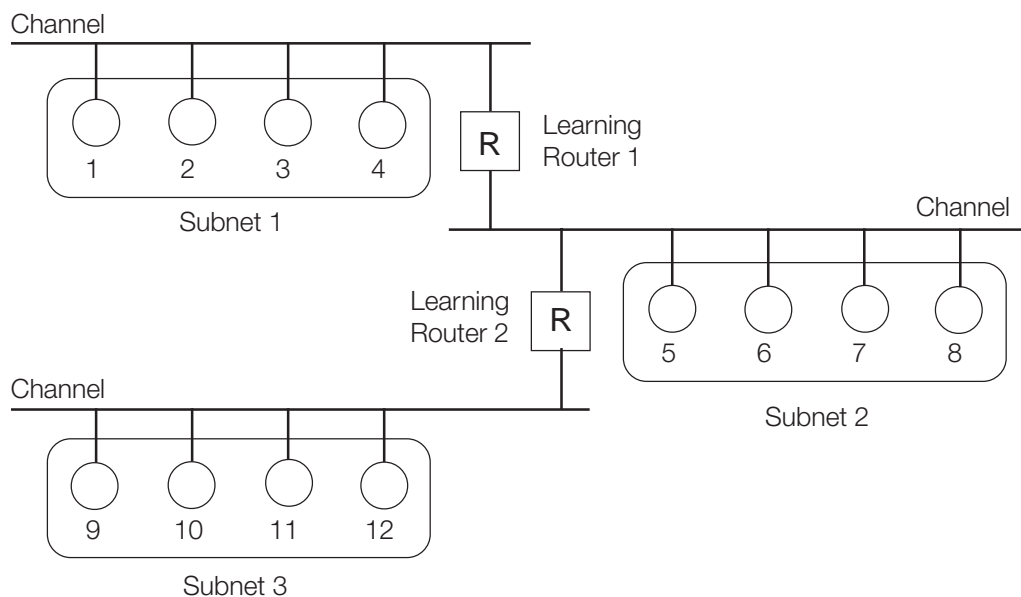 Channel
R
Learning
Router 1
1 2 3 4
Subnet 1
Channel
Learning
Router 2
R
5 6 7 8
Subnet 2
Channel
9 10 11 12
Subnet 3